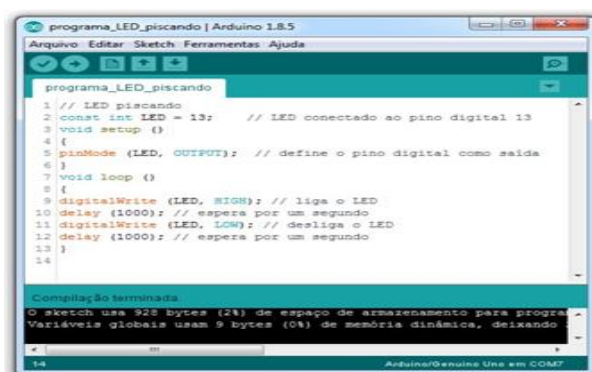 programa_LED_piscando | Arduino 1.8.5
Arquivo Editar Sketch Ferramentas Ajuda
programa_LED_piscando
1 // LED piscando
2 const int LED = 13; // LED conectado ao pino digital 13
3 void setup ()
4 {
5 pinMode (LED, OUTPUT); // define o pino digital como saída
6 }
7 void loop ()
8 {
9 digitalWrite (LED, HIGH); // liga o LED
10 delay (1000); // espera por um segundo
11 digitalWrite (LED, LOW); // desliga o LED
12 delay (1000); // espera por um segundo
13 }
14
Compilação terminada.
O sketch usa 928 bytes (2%) de espaço de armazenamento para progra
Variáveis globais usam 9 bytes (0%) de memória dinâmica, deixando
14 Arduino/Genuino Uno em COM7